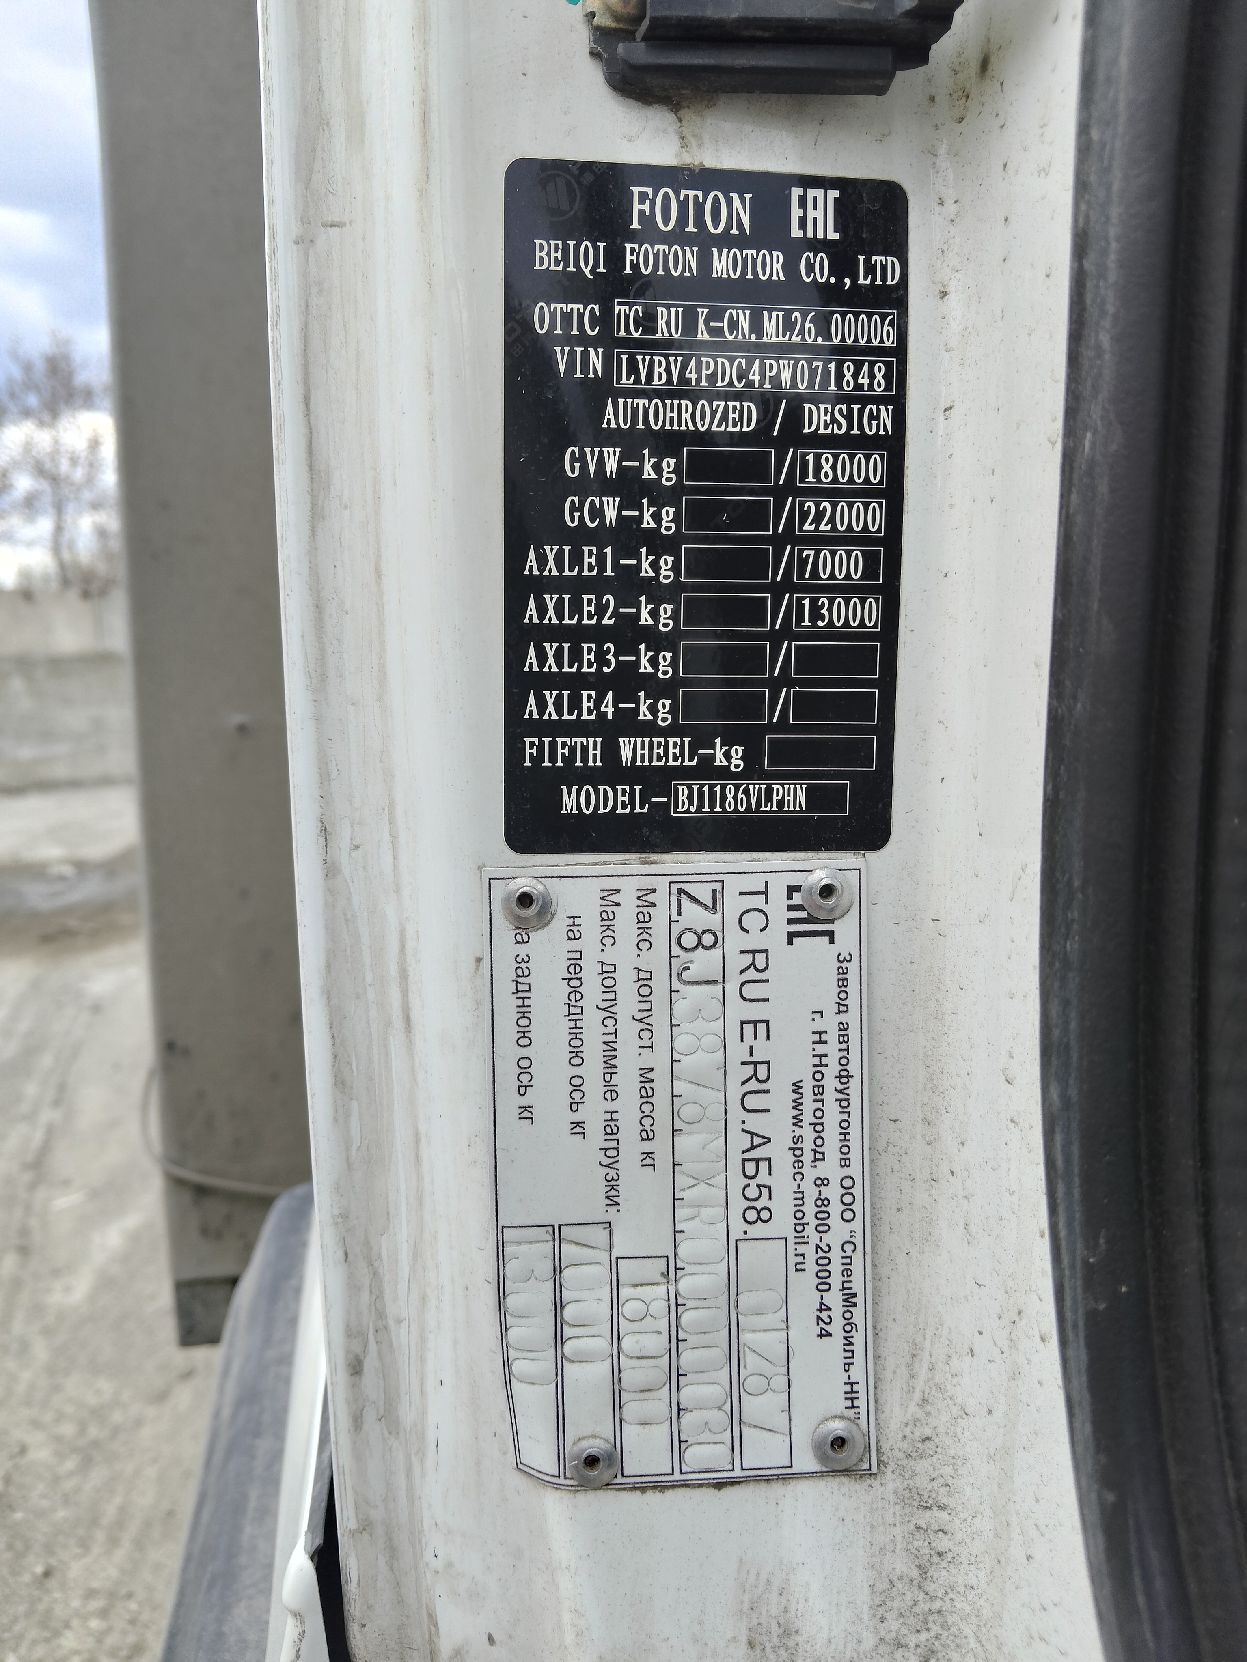 FOTON EAC
BEIQI FOTON MOTOR CO.,LTD
OTTC TC RU K-CN.ML26.00006
VIN LVBV4PDC4PW071848
AUTOHROZED / DESIGN
GVW-kg / 18000
GCW-kg / 22000
AXLE1-kg / 7000
AXLE2-kg / 13000
AXLE3-kg /
AXLE4-kg /
FIFTH WHEEL-kg
MODEL- BJ1186VLPHN
Завод автофургонов ООО "СпецМобиль-НН"
г. Н.Новгород, 8-800-2000-424
www.spec-mobil.ru
EAC
TC RU E-RU.АБ58. 01287
Макс. допуст. масса кг 18000
Макс. допустимые нагрузки:
на переднюю ось кг 7000
на заднюю ось кг 13000